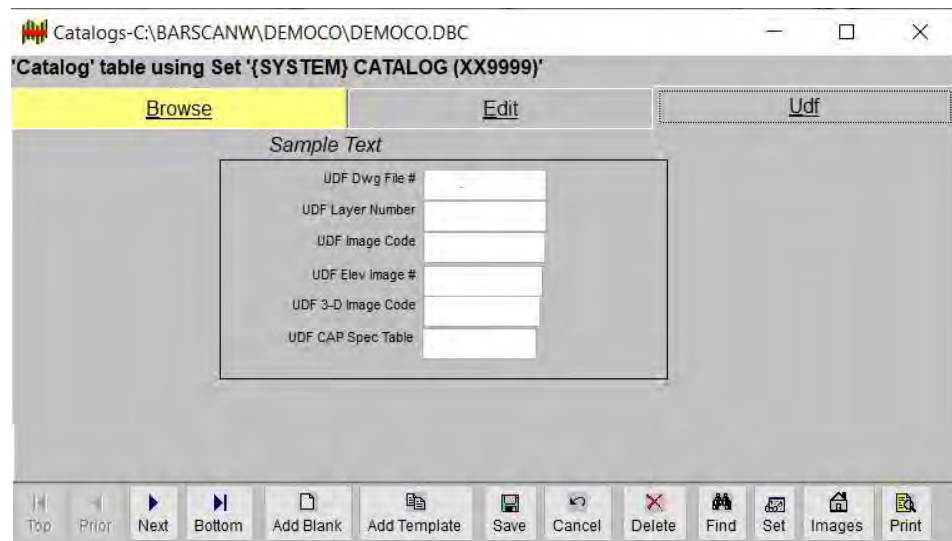 Catalogs-C:\BARSCANW\DEMOCO\DEMOCO.DBC
'Catalog' table using Set '{SYSTEM} CATALOG (XX9999)'
Browse Edit Udf
Sample Text
UDF Dwg File #
UDF Layer Number
UDF Image Code
UDF Elev Image #
UDF 3-D Image Code
UDF CAP Spec Table
Top Prior Next Bottom Add Blank Add Template Save Cancel Delete Find Set Images Print